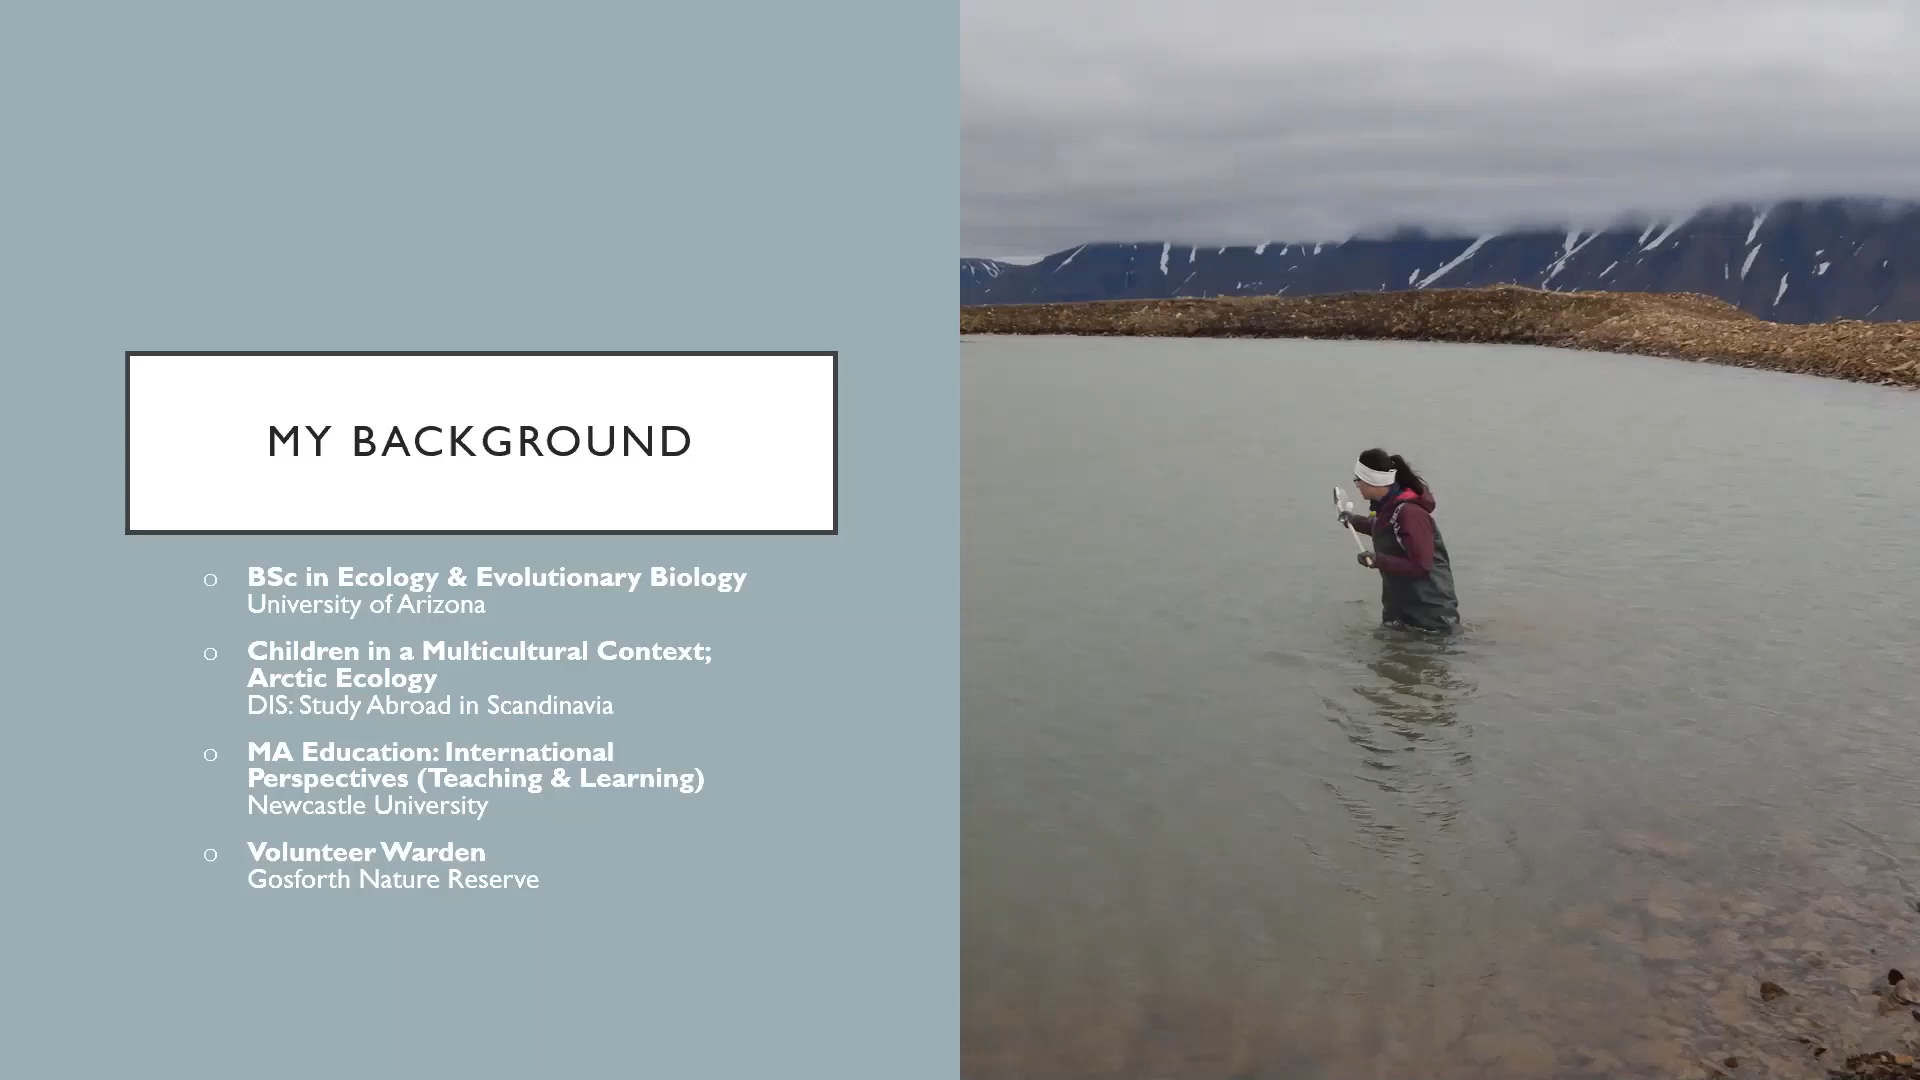 MY BACKGROUND
BSc in Ecology & Evolutionary Biology
University of Arizona
Children in a Multicultural Context;
Arctic Ecology
DIS: Study Abroad in Scandinavia
MA Education: International
Perspectives (Teaching & Learning)
Newcastle University
Volunteer Warden
Gosforth Nature Reserve